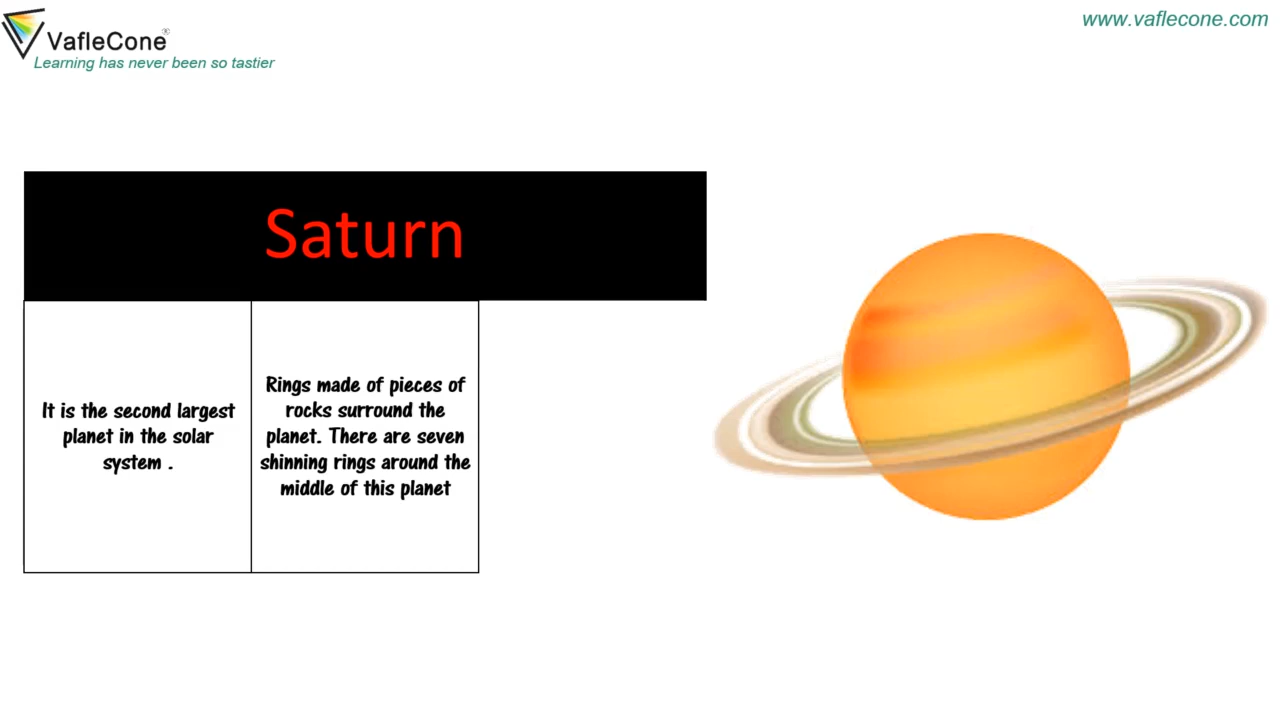 VafleCone®
Learning has never been so tastier
www.vaflecone.com
Saturn
It is the second largest
planet in the solar
system .
Rings made of pieces of
rocks surround the
planet. There are seven
shinning rings around the
middle of this planet